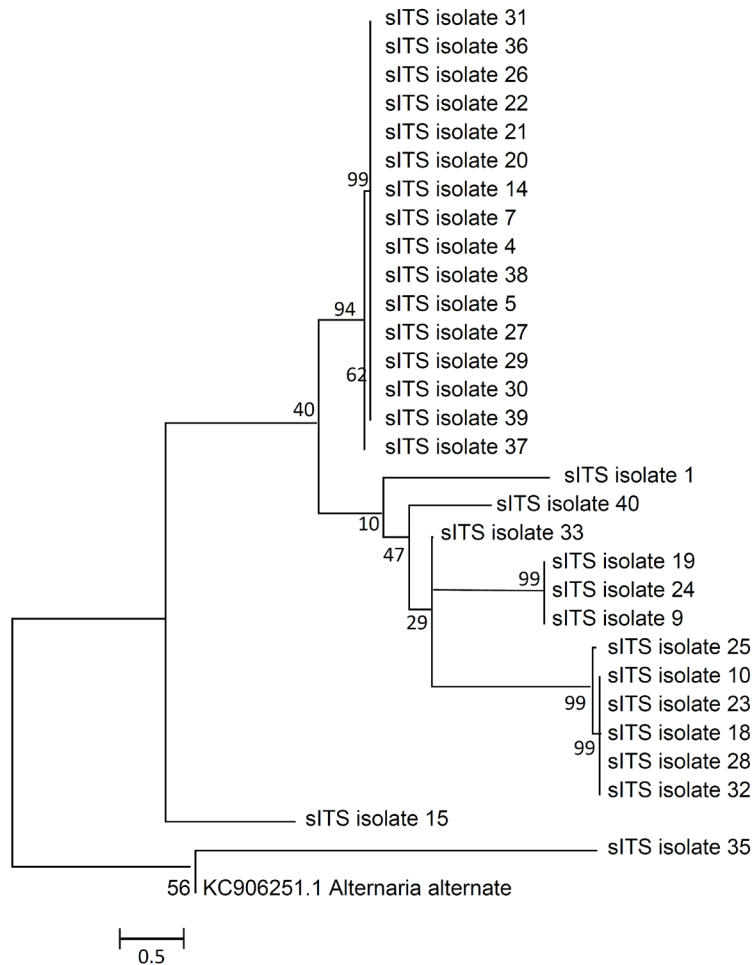 sITS isolate 31
sITS isolate 36
sITS isolate 26
sITS isolate 22
sITS isolate 21
sITS isolate 20
99
sITS isolate 14
sITS isolate 7
sITS isolate 4
sITS isolate 38
94
sITS isolate 5
sITS isolate 27
sITS isolate 29
62
sITS isolate 30
40
sITS isolate 39
sITS isolate 37
sITS isolate 1
sITS isolate 40
10
sITS isolate 33
47
sITS isolate 19
99
sITS isolate 24
sITS isolate 9
29
sITS isolate 25
sITS isolate 10
99
sITS isolate 23
sITS isolate 18
99
sITS isolate 28
sITS isolate 32
sITS isolate 15
sITS isolate 35
56
KC906251.1 Alternaria alternate
0.5